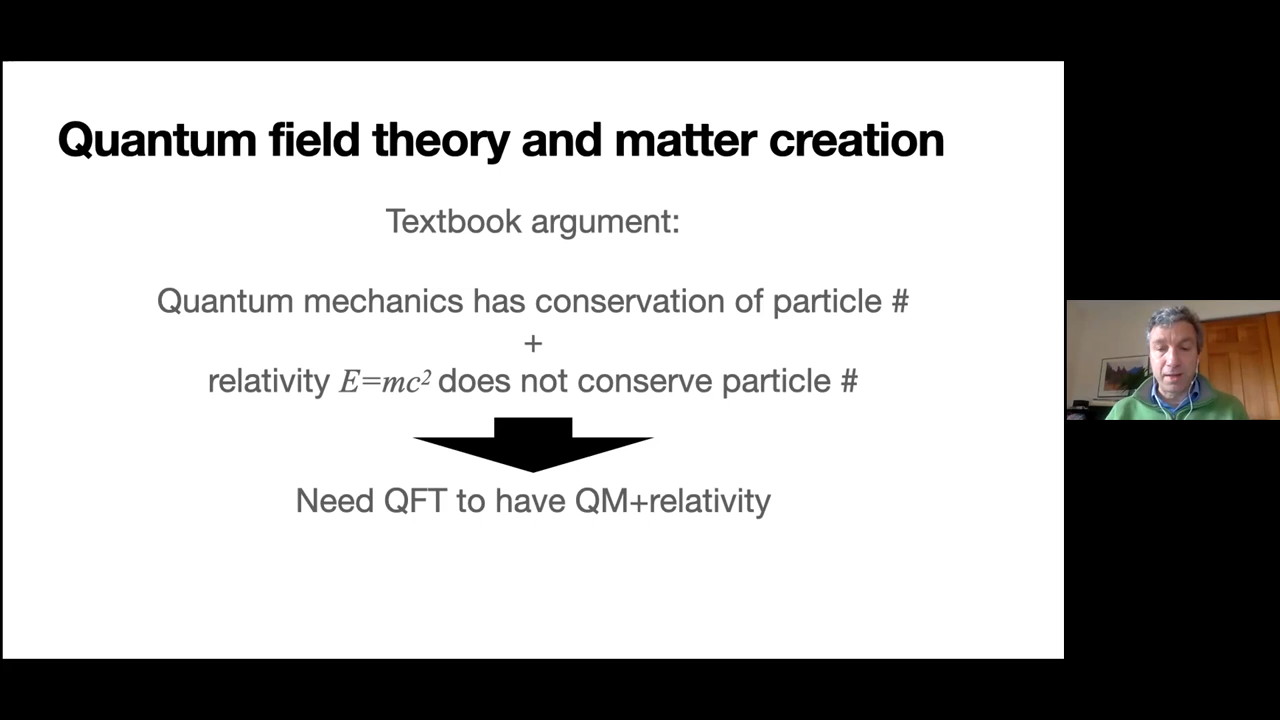 Quantum field theory and matter creation
Textbook argument:
Quantum mechanics has conservation of particle #
+
relativity E=mc² does not conserve particle #
Need QFT to have QM+relativity